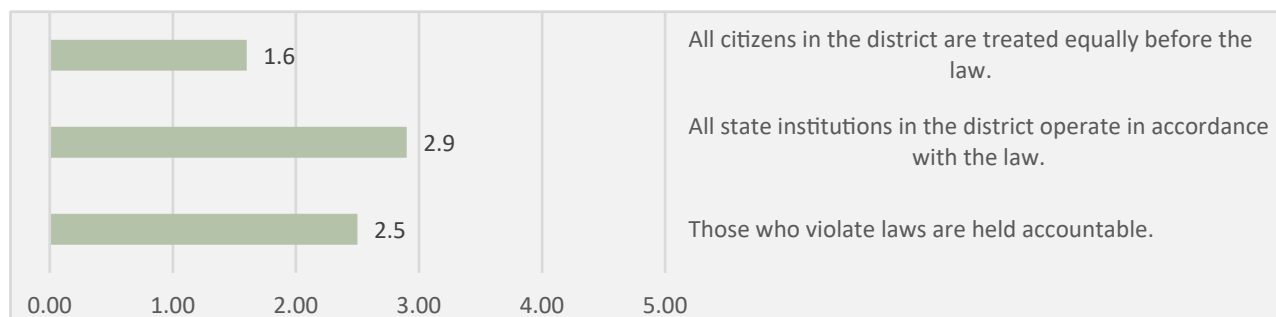 1.6
All citizens in the district are treated equally before the
law.
2.9
All state institutions in the district operate in accordance
with the law.
2.5
Those who violate laws are held accountable.
0.00 1.00 2.00 3.00 4.00 5.00